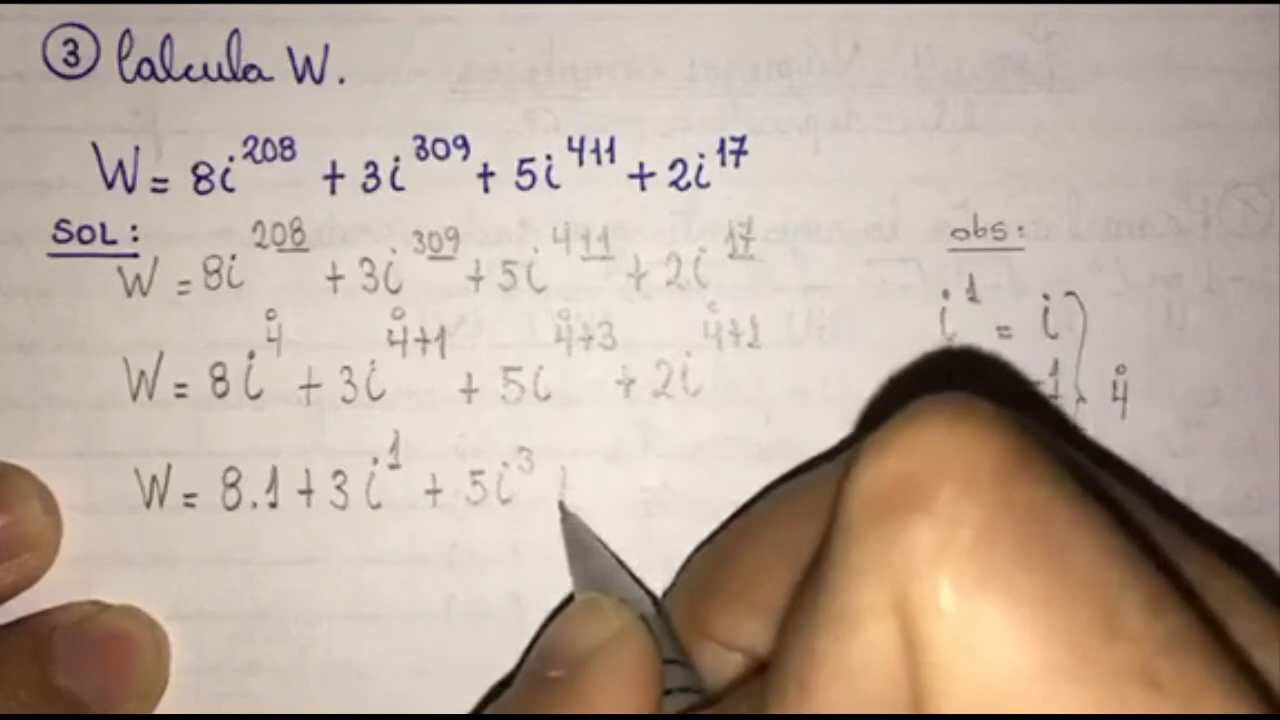 ③ Calcula W.
W = 8i^208 + 3i^309 + 5i^411 + 2i^17
SOL:
W = 8i^208 + 3i^309 + 5i^411 + 2i^17
W = 8i^4̊ + 3i^4̊+1 + 5i^4̊+3 + 2i^4̊+1
W = 8.1 + 3i^1 + 5i^3
obs:
i^1 = i
4̊